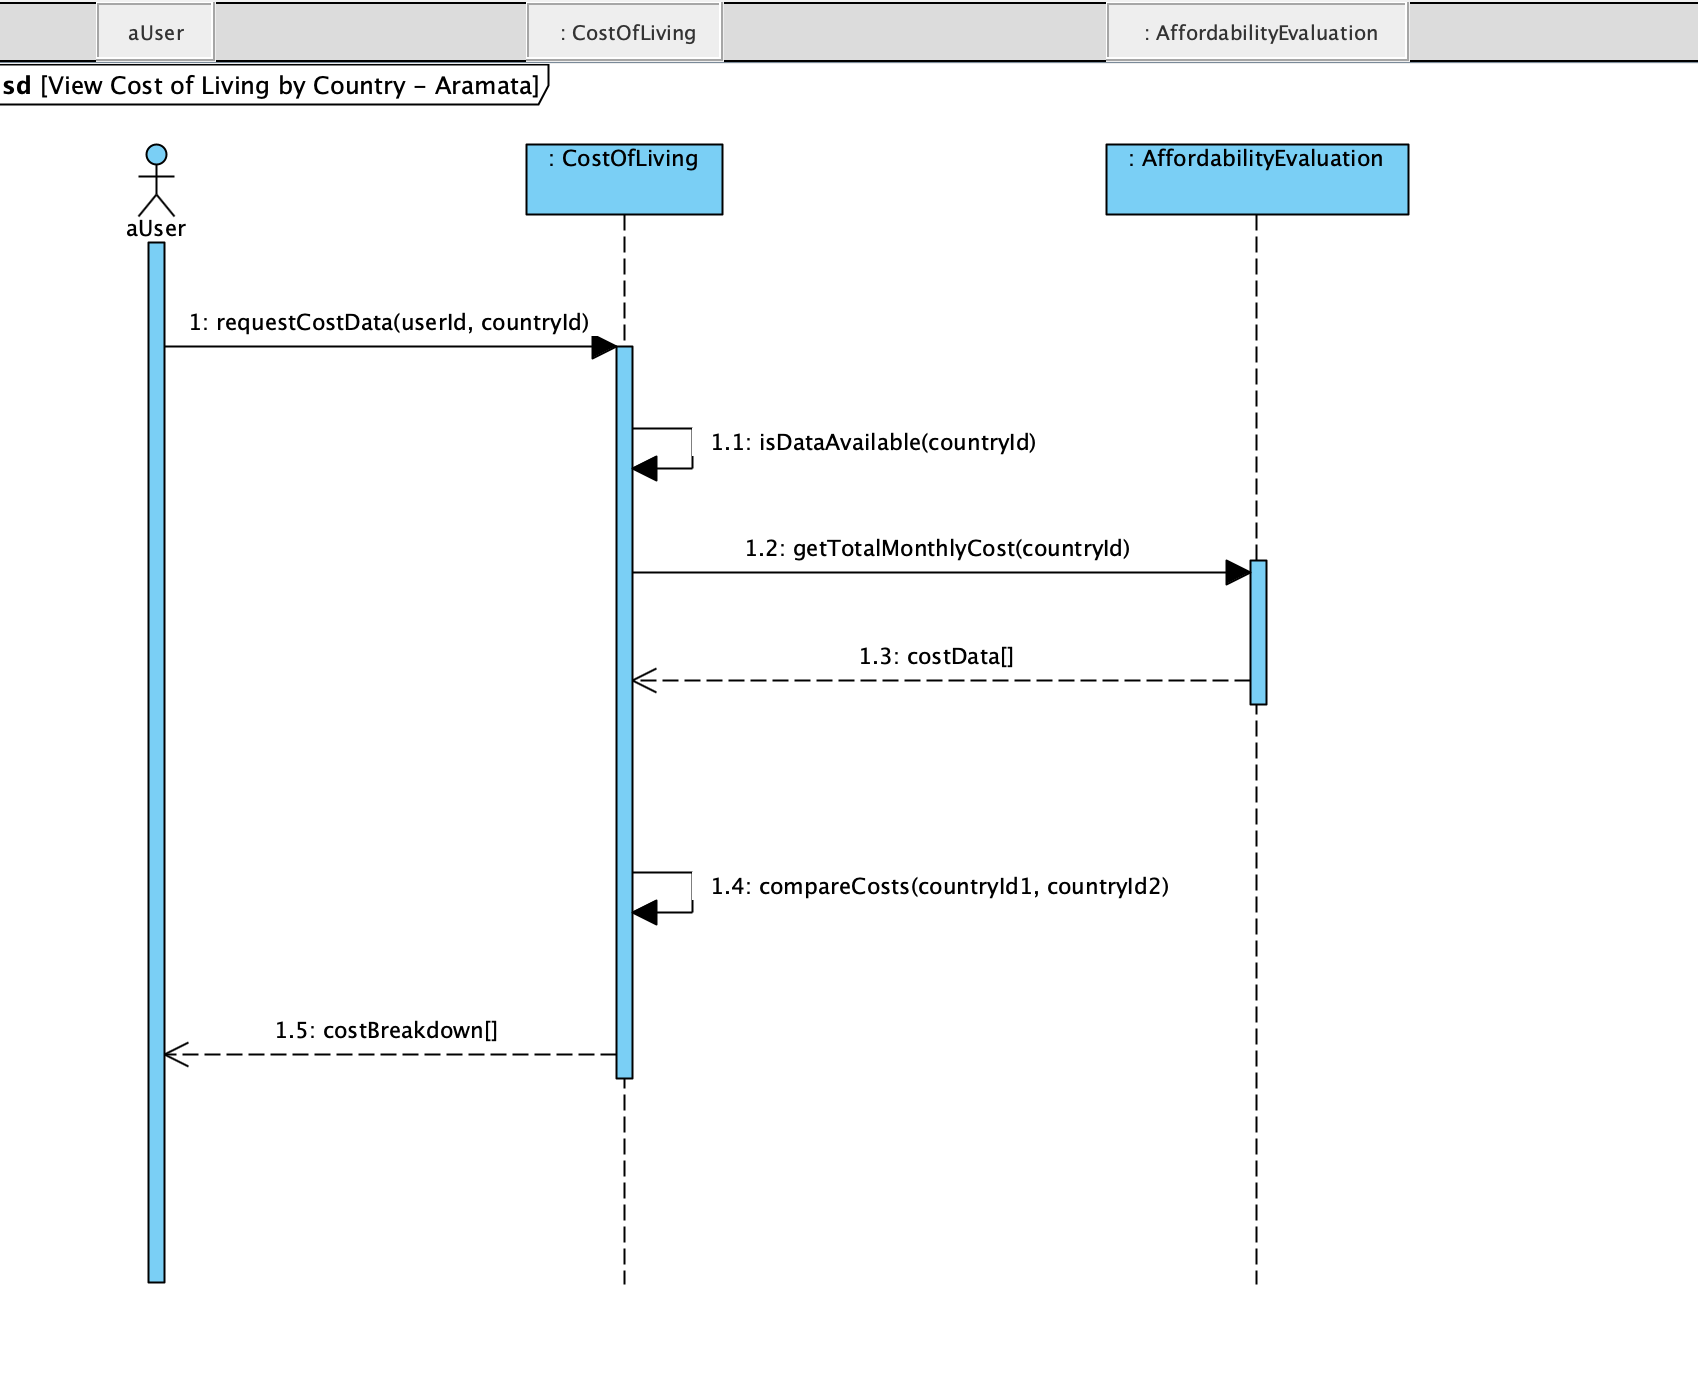 aUser
: CostOfLiving
: AffordabilityEvaluation
sd [View Cost of Living by Country – Aramata]
: CostOfLiving
: AffordabilityEvaluation
aUser
1: requestCostData(userId, countryId)
1.1: isDataAvailable(countryId)
1.2: getTotalMonthlyCost(countryId)
1.3: costData[]
1.4: compareCosts(countryId1, countryId2)
1.5: costBreakdown[]